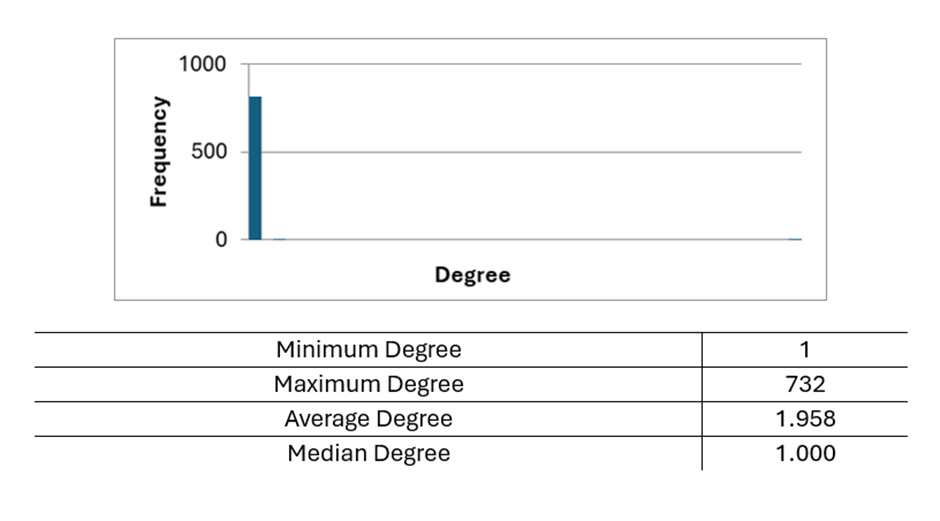 1000
Frequency
500
0
Degree
Minimum Degree 1
Maximum Degree 732
Average Degree 1.958
Median Degree 1.000